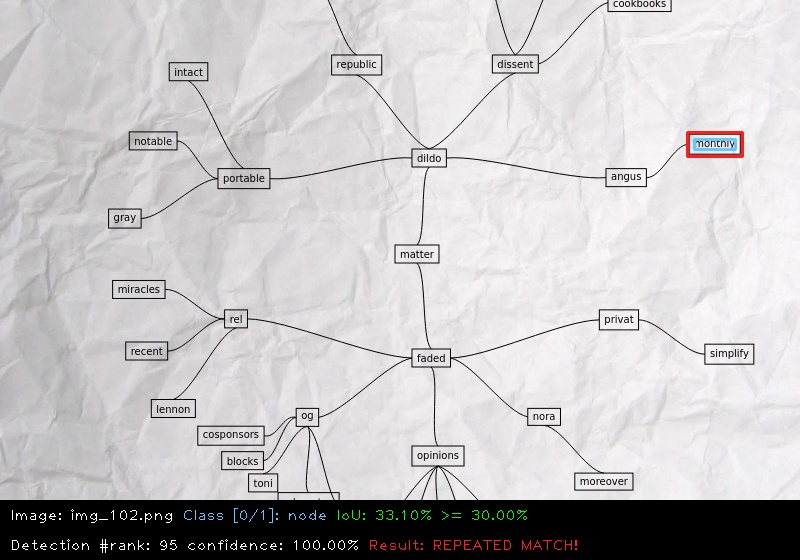 cookbooks
republic
dissent
intact
notable
monthly
dildo
angus
portable
gray
matter
miracles
rel
privat
recent
faded
simplify
lennon
og
nora
cosponsors
opinions
blocks
toni
moreover
Image: img_102.png Class [0/1]: node IoU: 33.10% >= 30.00%
Detection #rank: 95 confidence: 100.00% Result: REPEATED MATCH!